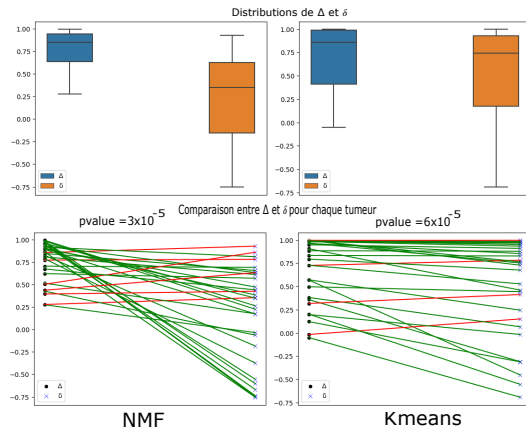 Distributions de Δ et δ
1.00
0.75
0.50
0.25
0.00
−0.25
−0.50
−0.75
Δ
δ
1.00
0.75
0.50
0.25
0.00
−0.25
−0.50
−0.75
Δ
δ
Comparaison entre Δ et δ pour chaque tumeur
pvalue =3x10^-5
pvalue =6x10^-5
1.00
0.75
0.50
0.25
0.00
−0.25
−0.50
−0.75
Δ
δ
1.00
0.75
0.50
0.25
0.00
−0.25
−0.50
−0.75
Δ
δ
NMF
Kmeans